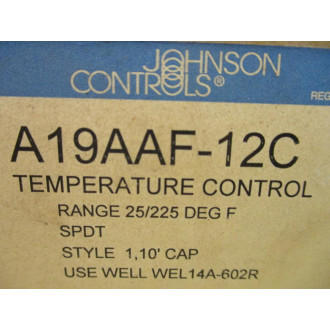 JOHNSON
CONTROLS®
REG
A19AAF-12C
TEMPERATURE CONTROL
RANGE 25/225 DEG F
SPDT
STYLE 1,10' CAP
USE WELL WEL14A-602R